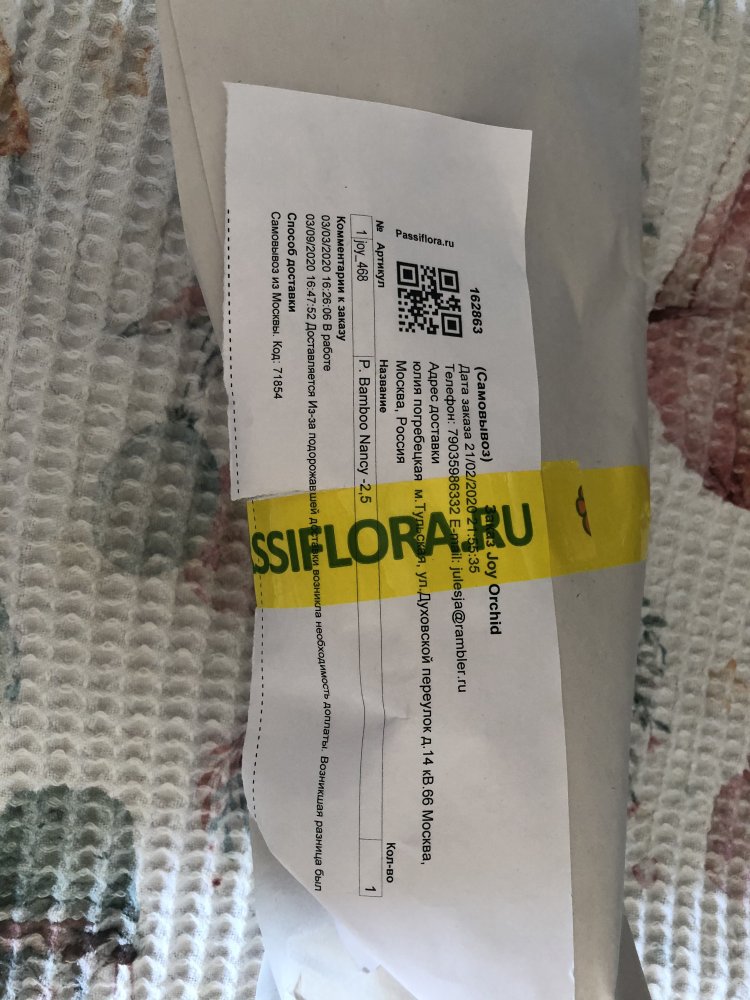 Заказ Joy Orchid
162863 (Самовывоз)
Дата заказа 21/02/2020 21:55:35
Телефон: 79035986332 E-mail: julesja@rambler.ru
Адрес доставки
юлия погребецкая м.Тульская, ул.Духовской переулок д.14 кВ.66 Москва,
Москва, Россия
Passiflora.ru
№ Артикул Название Кол-во
1 joy_468 P. Bamboo Nancy -2,5 1
Комментарии к заказу
03/03/2020 16:26:06 В работе
03/09/2020 16:47:52 Доставляется Из-за подорожавшей доставки возникла необходимость доплаты. Возникшая разница был
Способ доставки
Самовывоз из Москвы. Код: 71854
SSIFLORA.RU